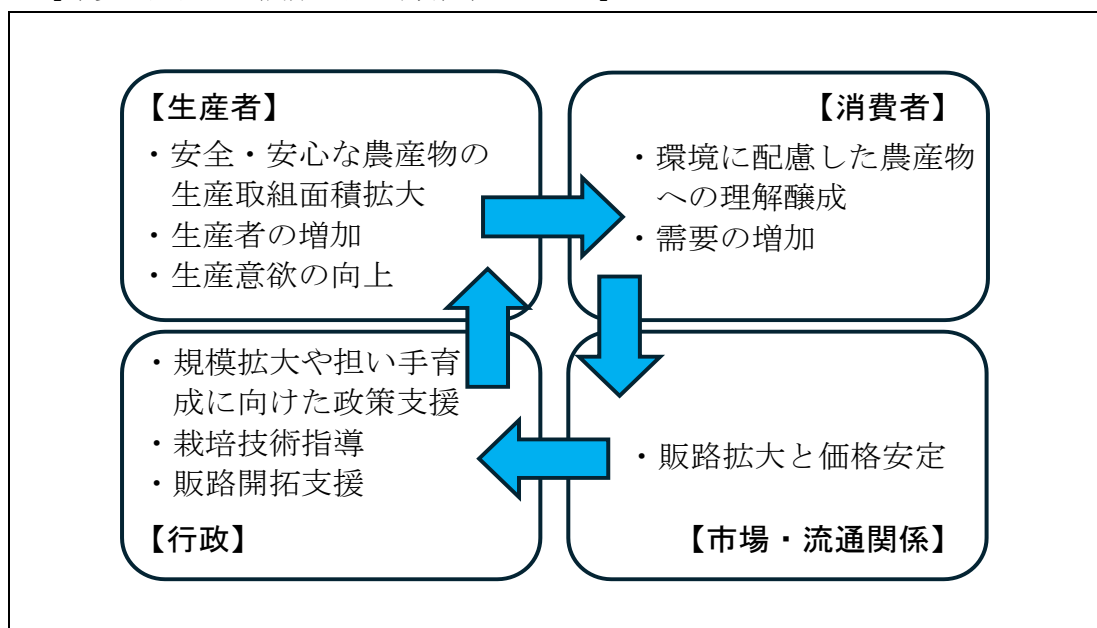 【生産者】
・安全・安心な農産物の
生産取組面積拡大
・生産者の増加
・生産意欲の向上
【消費者】
・環境に配慮した農産物
への理解醸成
・需要の増加
・規模拡大や担い手育
成に向けた政策支援
・栽培技術指導
・販路開拓支援
【行政】
・販路拡大と価格安定
【市場・流通関係】